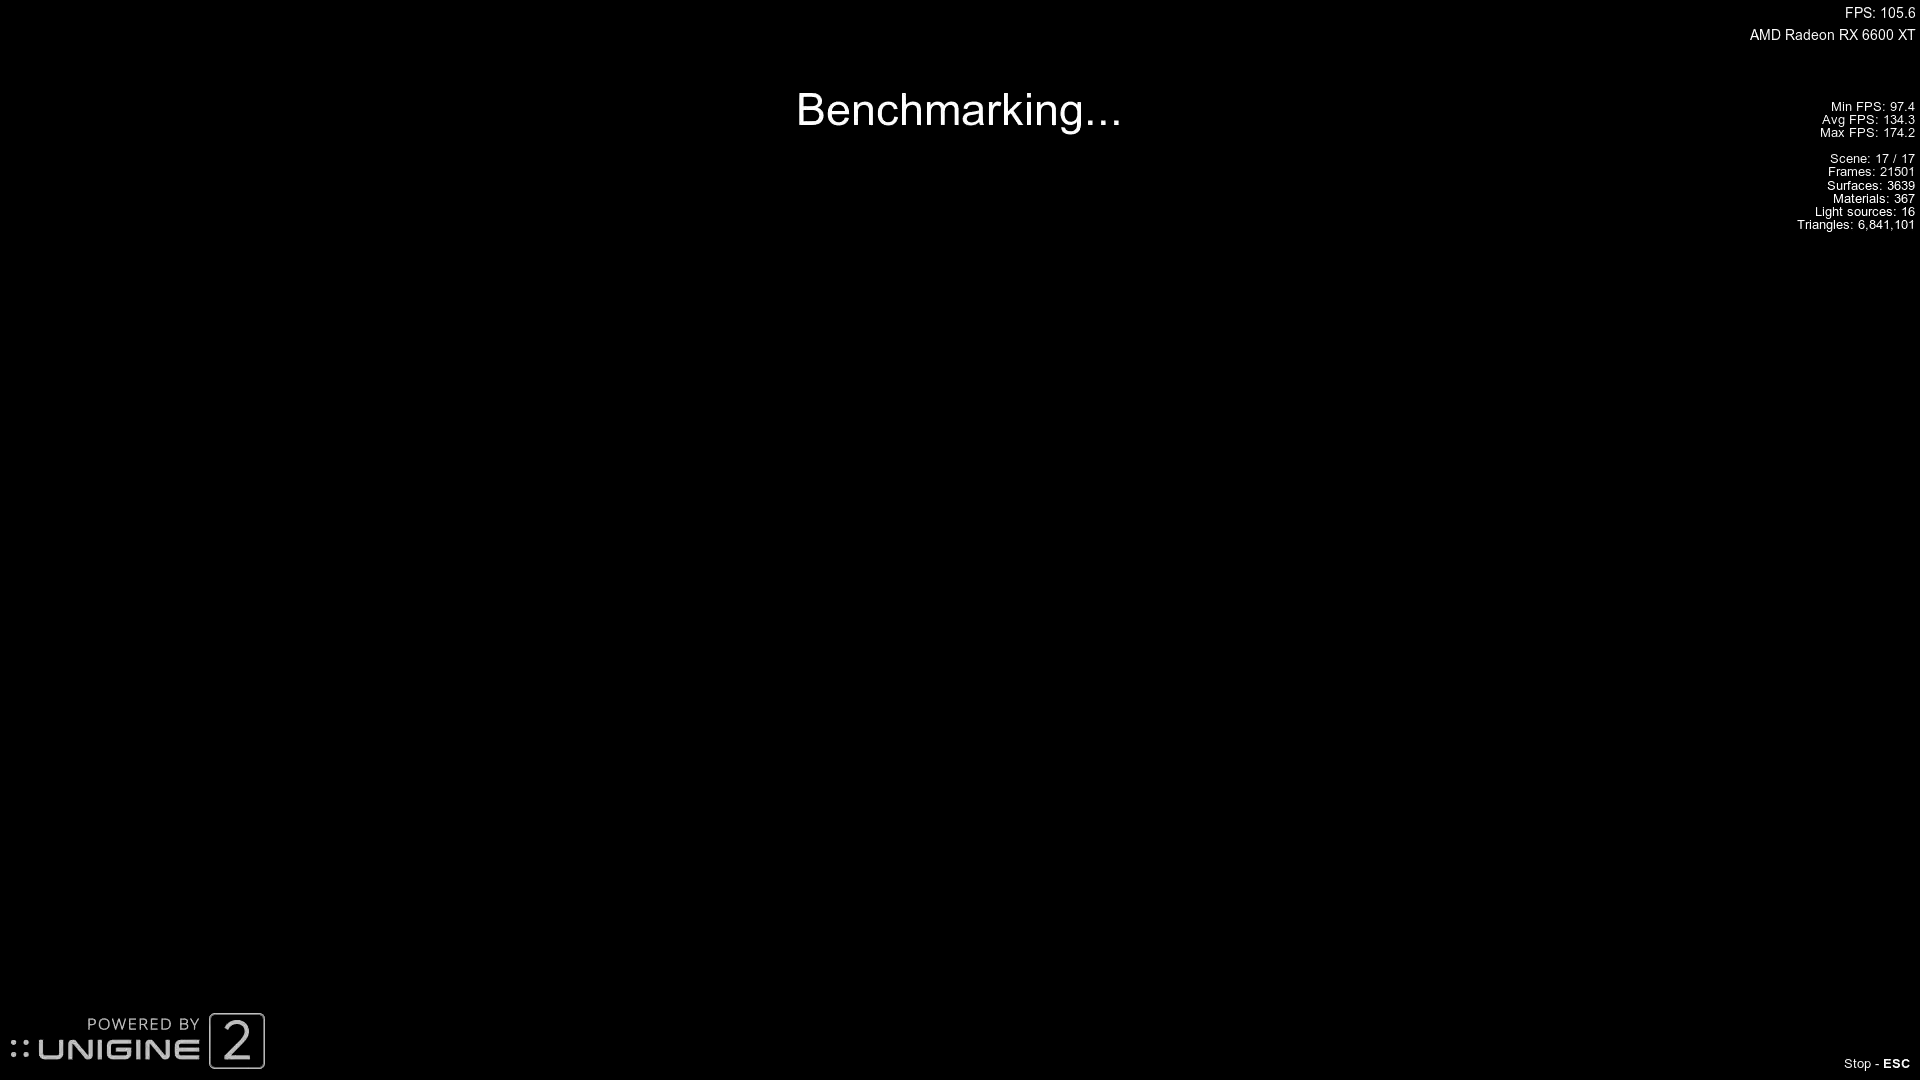 FPS: 105.6
AMD Radeon RX 6600 XT
Benchmarking...
Min FPS: 97.4
Avg FPS: 134.3
Max FPS: 174.2
Scene: 17 / 17
Frames: 21501
Surfaces: 3639
Materials: 367
Light sources: 16
Triangles: 6,841,101
POWERED BY
UNIGINE 2
Stop - ESC